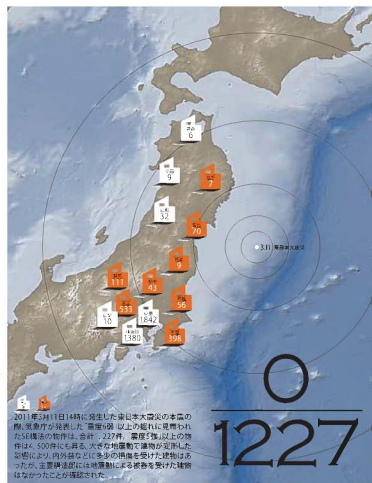 6
9
7
32
70
9
111
43
56
533
10
1842
1380
398
3.11 東日本大震災
0
1227
2011年3月11日14時に発生した東日本大震災の本震の
際、気象庁が発表した「震度6弱」以上の揺れに見舞われ
たSE構法の物件は、合計1,227件。震度5強」以上の物
件は4,500件にも昇る。大きな地震動で建物が変形した
影響により、内外装などに多少の損傷を受けた建物はあ
ったが、主要構造部には地震動による被害を受けた建物
はなかったことが確認された。